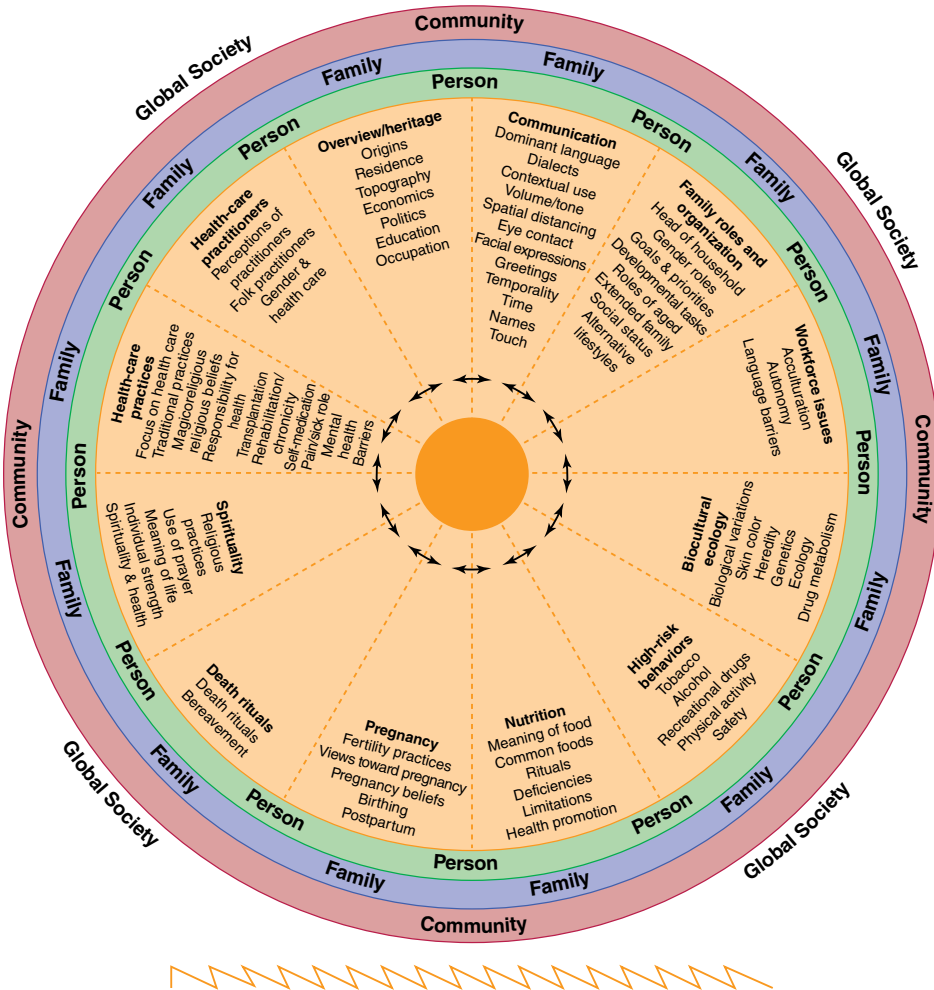 Community
Community
Community
Community
Global Society
Global Society
Global Society
Global Society
Family
Family
Family
Family
Family
Family
Family
Family
Family
Family
Family
Family
Person
Person
Person
Person
Person
Person
Person
Person
Person
Person
Person
Person
Overview/heritage
Origins
Residence
Topography
Economics
Politics
Education
Occupation
Communication
Dominant language
Dialects
Contextual use
Volume/tone
Spatial distancing
Eye contact
Facial expressions
Greetings
Temporality
Time
Names
Touch
Family roles and
organization
Head of household
Gender roles
Goals & priorities
Developmental tasks
Roles of aged
Extended family
Social status
Alternative
lifestyles
Workforce issues
Acculturation
Autonomy
Language barriers
Biocultural
ecology
Biological variations
Skin color
Heredity
Genetics
Ecology
Drug metabolism
High-risk
behaviors
Tobacco
Alcohol
Recreational drugs
Physical activity
Safety
Nutrition
Meaning of food
Common foods
Rituals
Deficiencies
Limitations
Health promotion
Pregnancy
Fertility practices
Views toward pregnancy
Pregnancy beliefs
Birthing
Postpartum
Death rituals
Death rituals
Bereavement
Spirituality
Religious
practices
Use of prayer
Meaning of life
Individual strength
Spirituality & health
Health-care
practices
Focus on health care
Traditional practices
Magicoreligious
religious beliefs
Responsibility for
health
Transplantation
Rehabilitation/
chronicity
Self-medication
Pain/sick role
Mental
health
Barriers
Health-care
practitioners
Perceptions of
practitioners
Folk practitioners
Gender &
health care